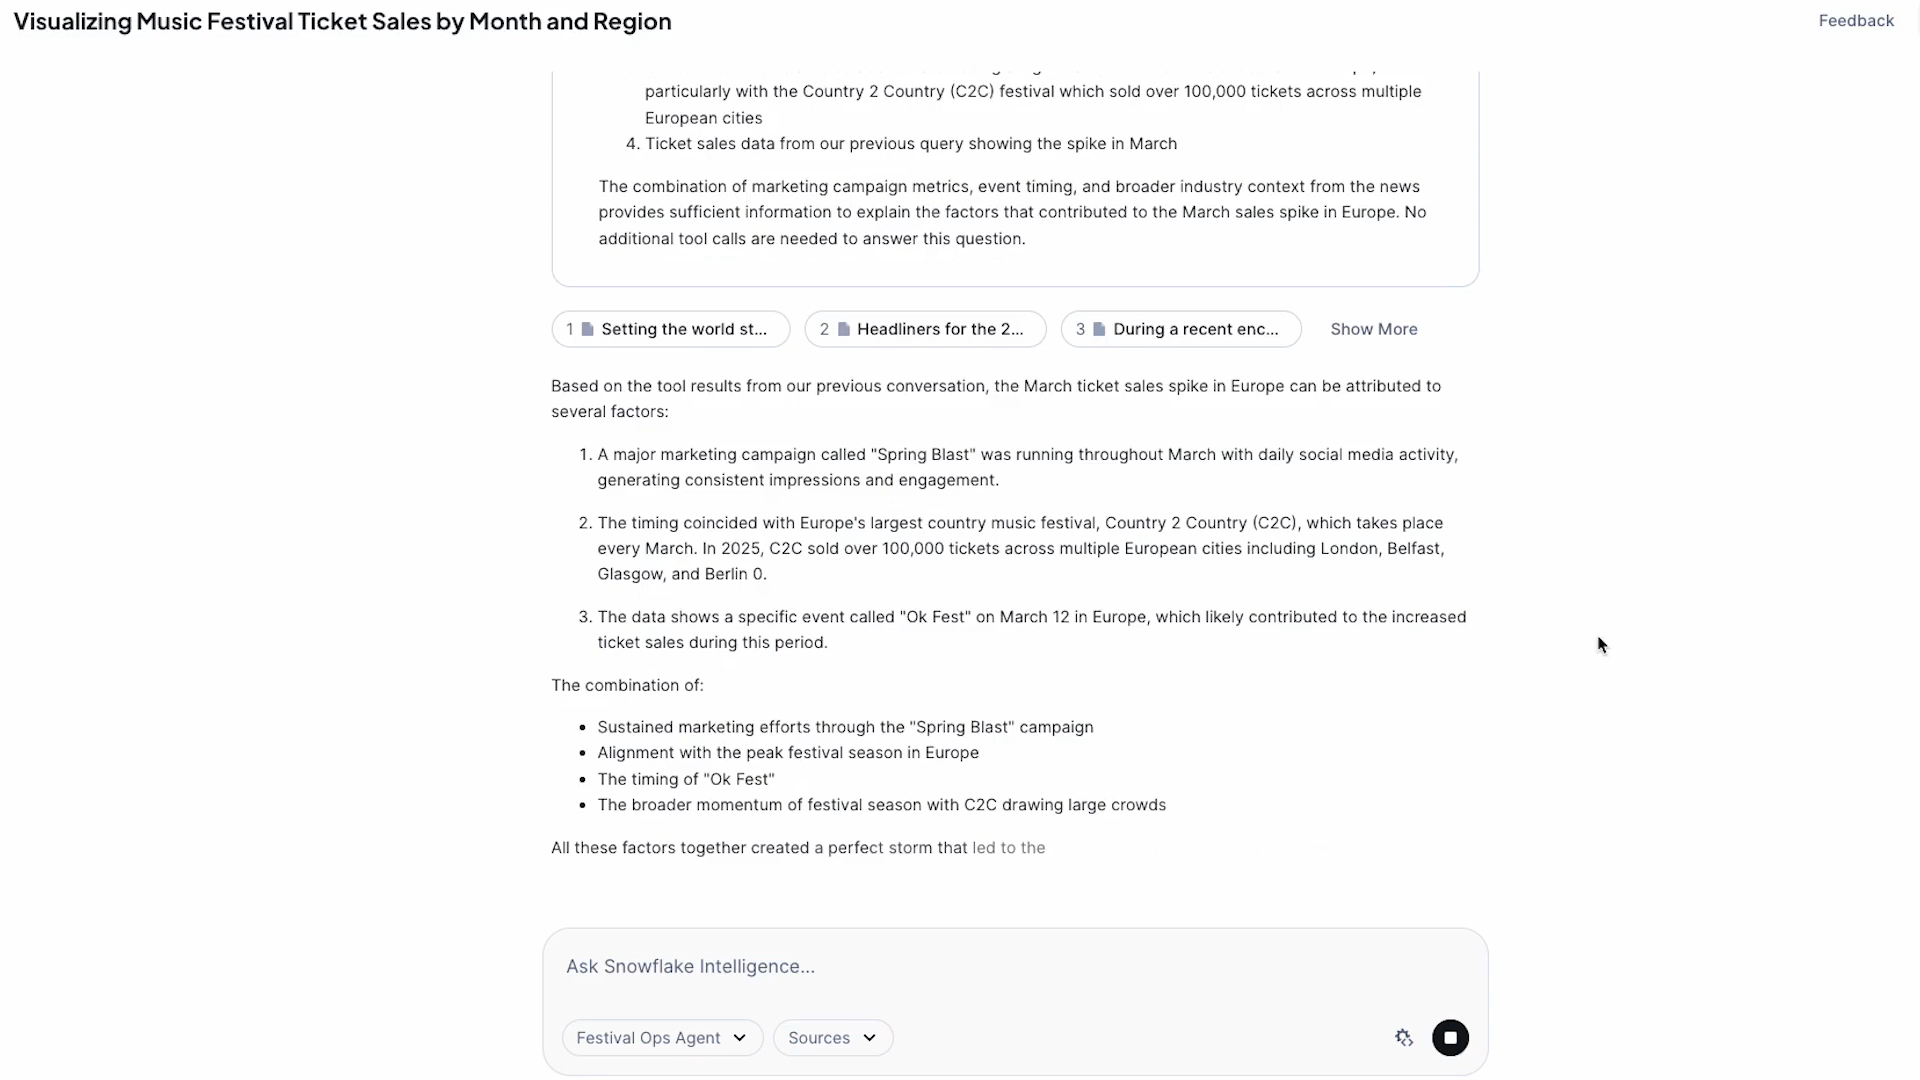 Visualizing Music Festival Ticket Sales by Month and Region
Feedback
particularly with the Country 2 Country (C2C) festival which sold over 100,000 tickets across multiple
European cities
4. Ticket sales data from our previous query showing the spike in March
The combination of marketing campaign metrics, event timing, and broader industry context from the news
provides sufficient information to explain the factors that contributed to the March sales spike in Europe. No
additional tool calls are needed to answer this question.
1 Setting the world st...
2 Headliners for the 2...
3 During a recent enc...
Show More
Based on the tool results from our previous conversation, the March ticket sales spike in Europe can be attributed to
several factors:
1. A major marketing campaign called "Spring Blast" was running throughout March with daily social media activity,
generating consistent impressions and engagement.
2. The timing coincided with Europe's largest country music festival, Country 2 Country (C2C), which takes place
every March. In 2025, C2C sold over 100,000 tickets across multiple European cities including London, Belfast,
Glasgow, and Berlin 0.
3. The data shows a specific event called "Ok Fest" on March 12 in Europe, which likely contributed to the increased
ticket sales during this period.
The combination of:
• Sustained marketing efforts through the "Spring Blast" campaign
• Alignment with the peak festival season in Europe
• The timing of "Ok Fest"
• The broader momentum of festival season with C2C drawing large crowds
All these factors together created a perfect storm that led to the
Ask Snowflake Intelligence...
Festival Ops Agent
Sources